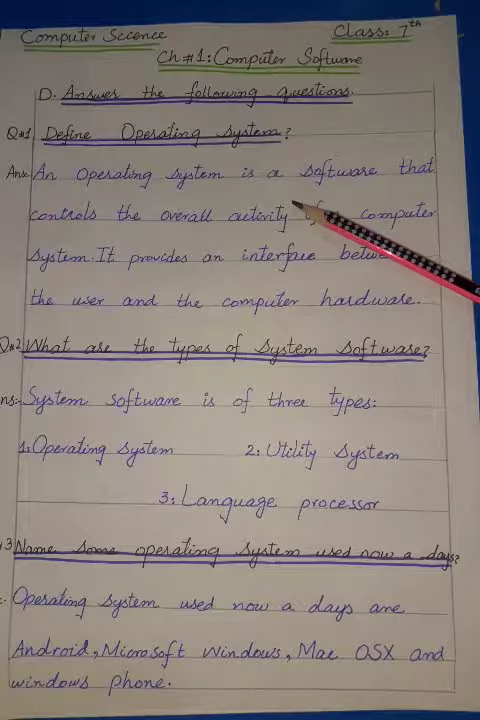 Computer Sccence
Class: 7th
Ch #1: Computer Software
D. Answer the following questions.
Q#1 Define Operating System?
Ans: An Operating System is a software that
controls the overall activity of computer
system. It provides an interface
the user and the computer hardware.
Q#2 What are the types of System Software?
Ans:- System software is of three types:
1: Operating System 2: Utility System
3: Language processor
3 Name some operating System used now a days?
Operating System used now a days are
Android, Microsoft Windows, Mac OSX and
windows phone.